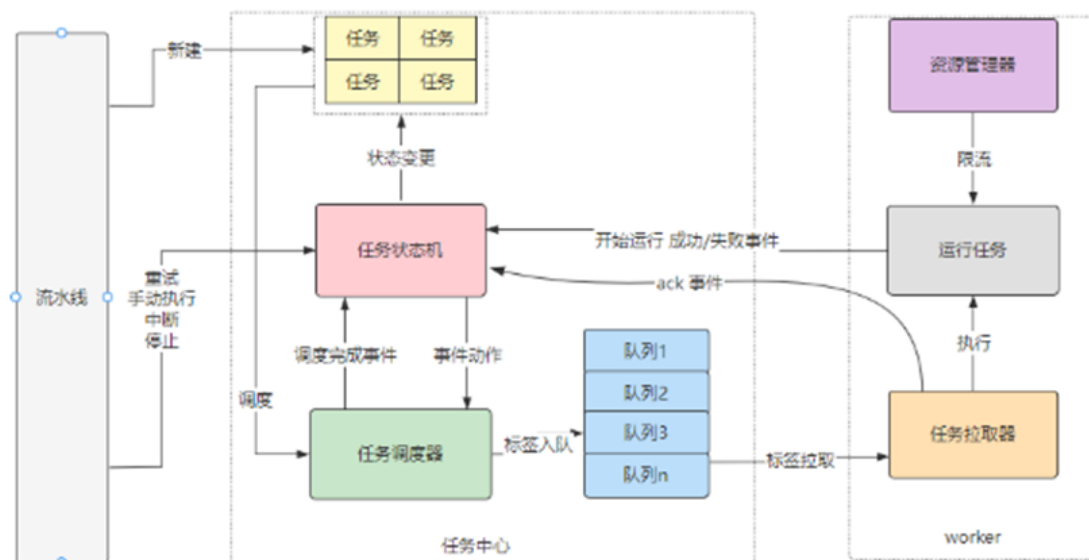 任务 任务
资源管理器
新建
任务 任务
状态变更
限流
任务状态机
开始运行 成功/失败事件
运行任务
重试
手动执行
中断
停止
ack 事件
流水线
调度完成事件
事件动作
队列1
执行
队列2
调度
标签入队
队列3
任务拉取器
任务调度器
标签拉取
队列n
任务中心
worker